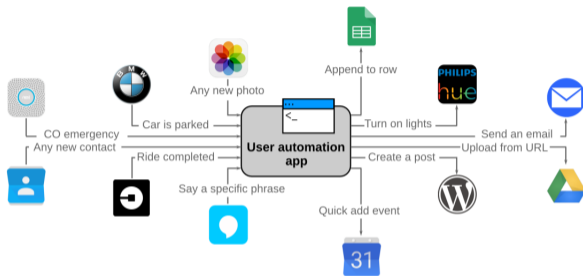 BMW
Any new photo
Append to row
PHILIPS
hue
CO emergency
Car is parked
<_
Turn on lights
Send an email
Any new contact
User automation
app
Upload from URL
Ride completed
Create a post
Say a specific phrase
Quick add event
W
31